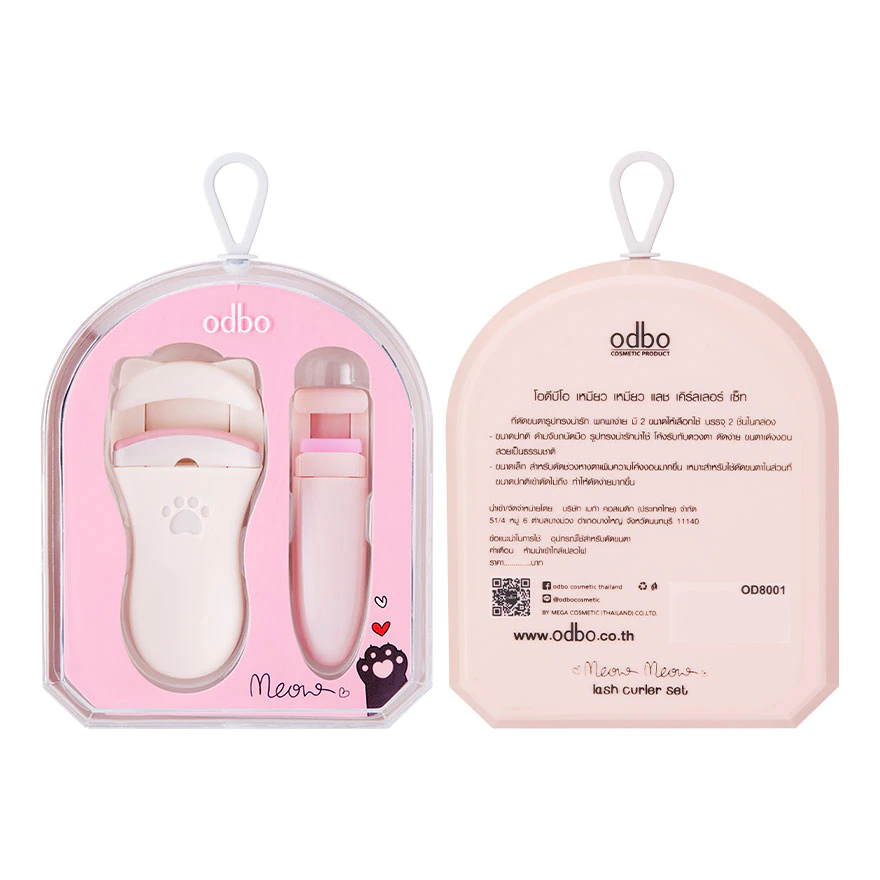 odbo
Meow
odbo
COSMETIC PRODUCT
โอดีบีโอ เหมียว เหมียว แลช เคิร์ลเลอร์ เซ็ท
ที่ดัดขนตารูปทรงน่ารัก พกพาง่าย มี 2 ขนาดให้เลือกใช้ บรรจุ 2 ชิ้นในกล่อง
- ขนาดปกติ ด้ามจับถนัดมือ รูปทรงน่ารักน่าใช้ โค้งรับกับดวงตา ดัดง่าย ขนตาเด้งงอน
สวยเป็นธรรมชาติ
- ขนาดเล็ก สำหรับดัดช่วงหางตาเพิ่มความโค้งงอนมากขึ้น เหมาะสำหรับใช้ดัดขนตาในส่วนที่
ขนาดปกติเข้าดัดไม่ถึง ทำให้ดัดง่ายมากขึ้น
นำเข้า/จัดจำหน่ายโดย บริษัท เมก้า คอสเมติก (ประเทศไทย) จำกัด
51/4 หมู่ 6 ตำบลบางม่วง อำเภอบางใหญ่ จังหวัดนนทบุรี 11140
ข้อแนะนำในการใช้ อุปกรณ์ใช้สำหรับดัดขนตา
คำเตือน ห้ามนำเข้าใกล้เปลวไฟ
ราคา.............บาท
odbo cosmetic thailand
@odbocosmetic
BY MEGA COSMETIC (THAILAND) CO.,LTD.
OD8001
www.odbo.co.th
Meow Meow
lash curler set